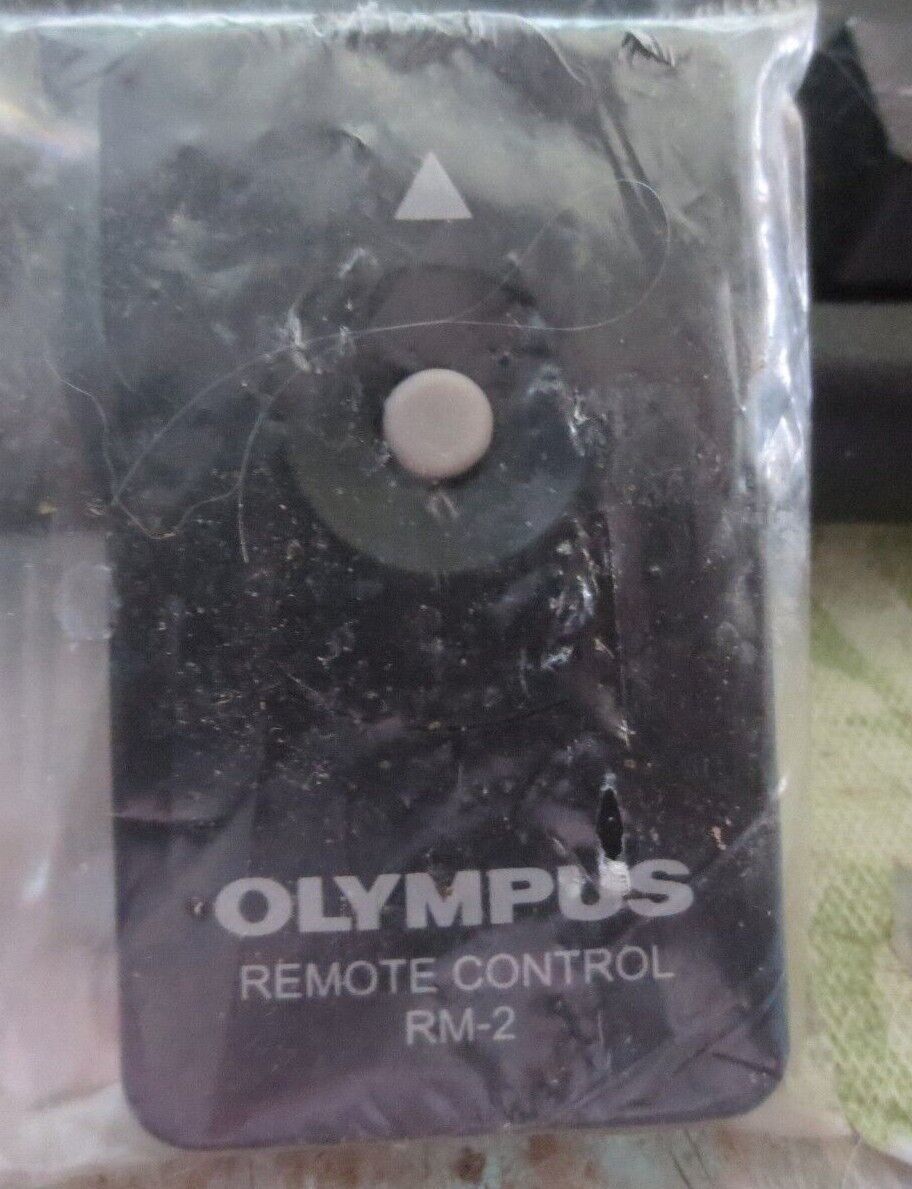 OLYMPUS
REMOTE CONTROL
RM-2